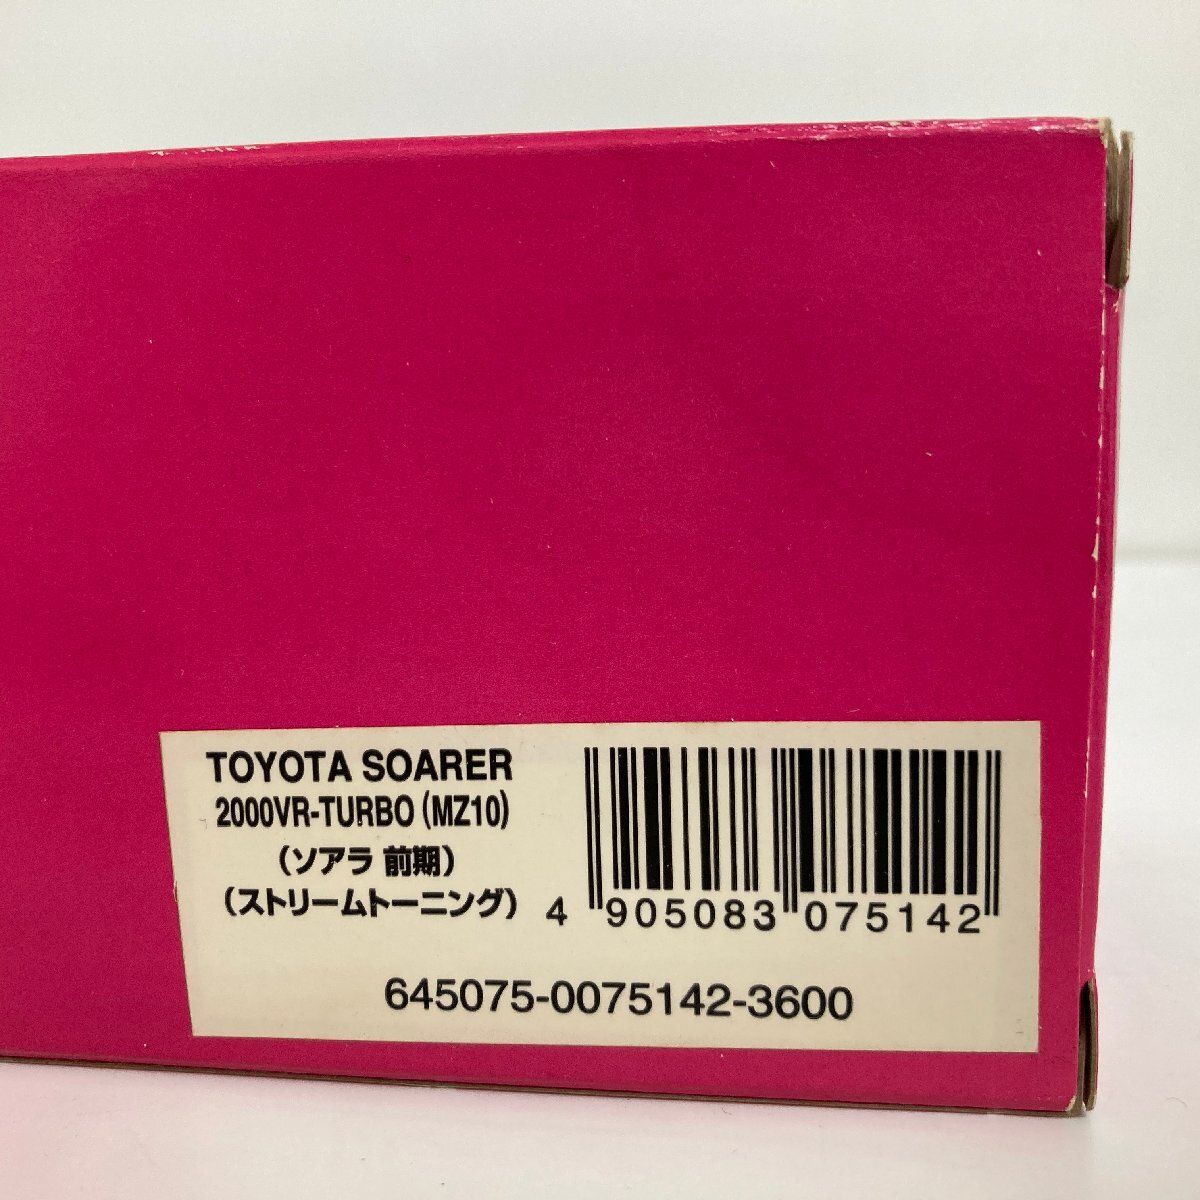 TOYOTA SOARER
2000VR-TURBO (MZ10)
(ソアラ 前期)
(ストリームトーニング)
4 905083 075142
645075-0075142-3600